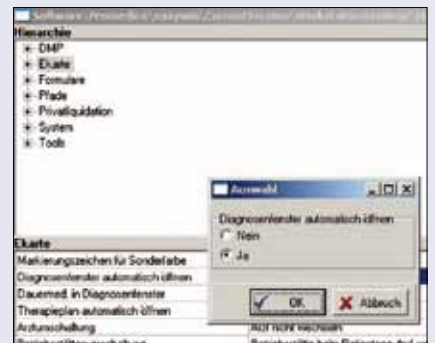 Hierarchie
DMP
Ekarte
Formulare
Pfade
Privatliquidation
System
Tools
Auswahl
Diagnosenfenster automatisch öffnen
Nein
Ja
OK
Abbruch
Ekarte
Markierungszeichen für Sonderfarbe
Diagnosenfenster automatisch öffnen
Dauermed. in Diagnosenfenster
Therapieplan automatisch öffnen
Arztumschaltung